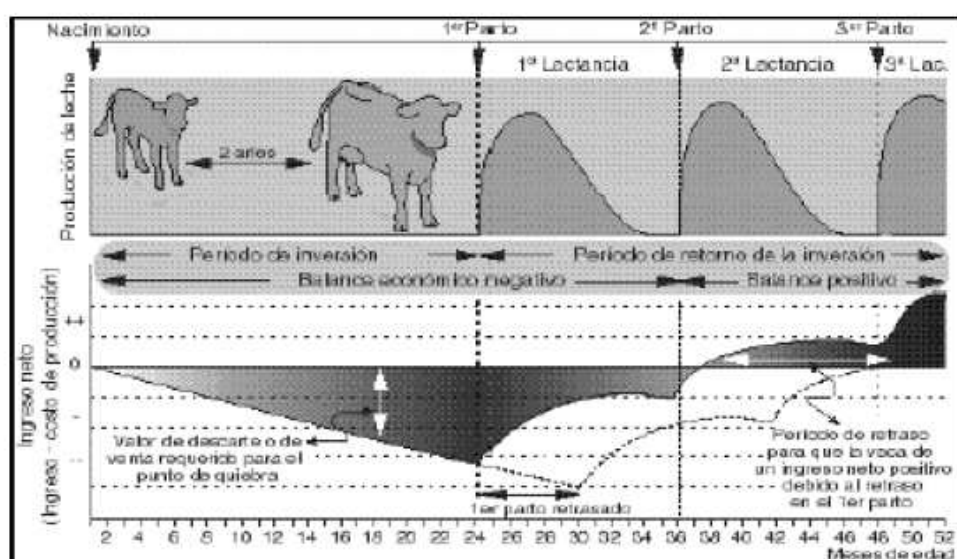 Nacimiento 1er Parto 2º Parto 3er Parto
1ª Lactancia 2ª Lactancia 3ª Lac.
Producción de leche
2 años
Período de inversión Período de retorno de la inversión
Balance económico negativo Balance positivo
Ingreso neto
(Ingreso - costo de producción)
++
0
-
Valor de descarte o de
venta requerido para el
punto de quiebra
1er parto retrasado
Período de retraso
para que la vaca de
un ingreso neto positivo
debido al retraso
en el 1er parto.
2 4 6 8 10 12 14 16 18 20 22 24 26 28 30 32 34 36 38 40 42 44 46 48 50 52
Meses de edad